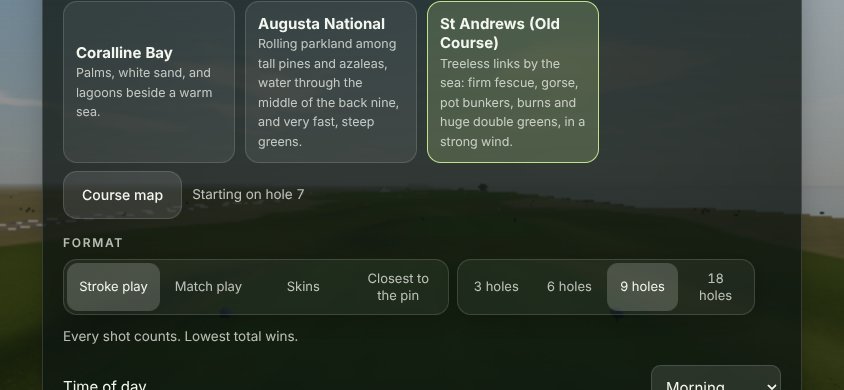 Coralline Bay
Palms, white sand, and
lagoons beside a warm
sea.
Augusta National
Rolling parkland among
tall pines and azaleas,
water through the
middle of the back nine,
and very fast, steep
greens.
St Andrews (Old
Course)
Treeless links by the
sea: firm fescue, gorse,
pot bunkers, burns and
huge double greens, in a
strong wind.
Course map
Starting on hole 7
FORMAT
Stroke play
Match play
Skins
Closest to
the pin
3 holes
6 holes
9 holes
18
holes
Every shot counts. Lowest total wins.
Time of day
Morning